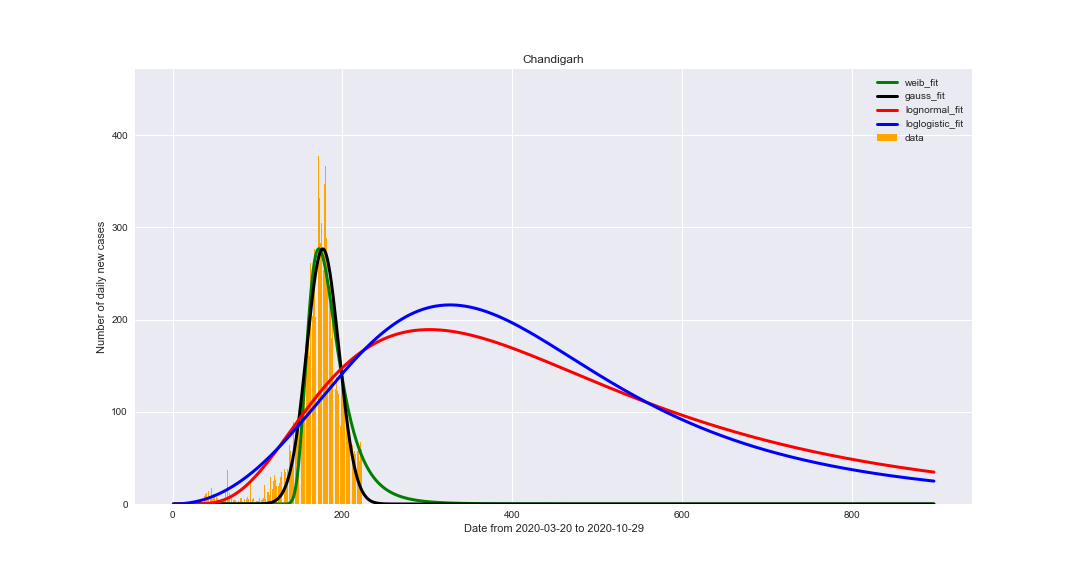 Chandigarh
weib_fit
gauss_fit
lognormal_fit
loglogistic_fit
data
Number of daily new cases
400
300
200
100
0
0
200
400
600
800
Date from 2020-03-20 to 2020-10-29